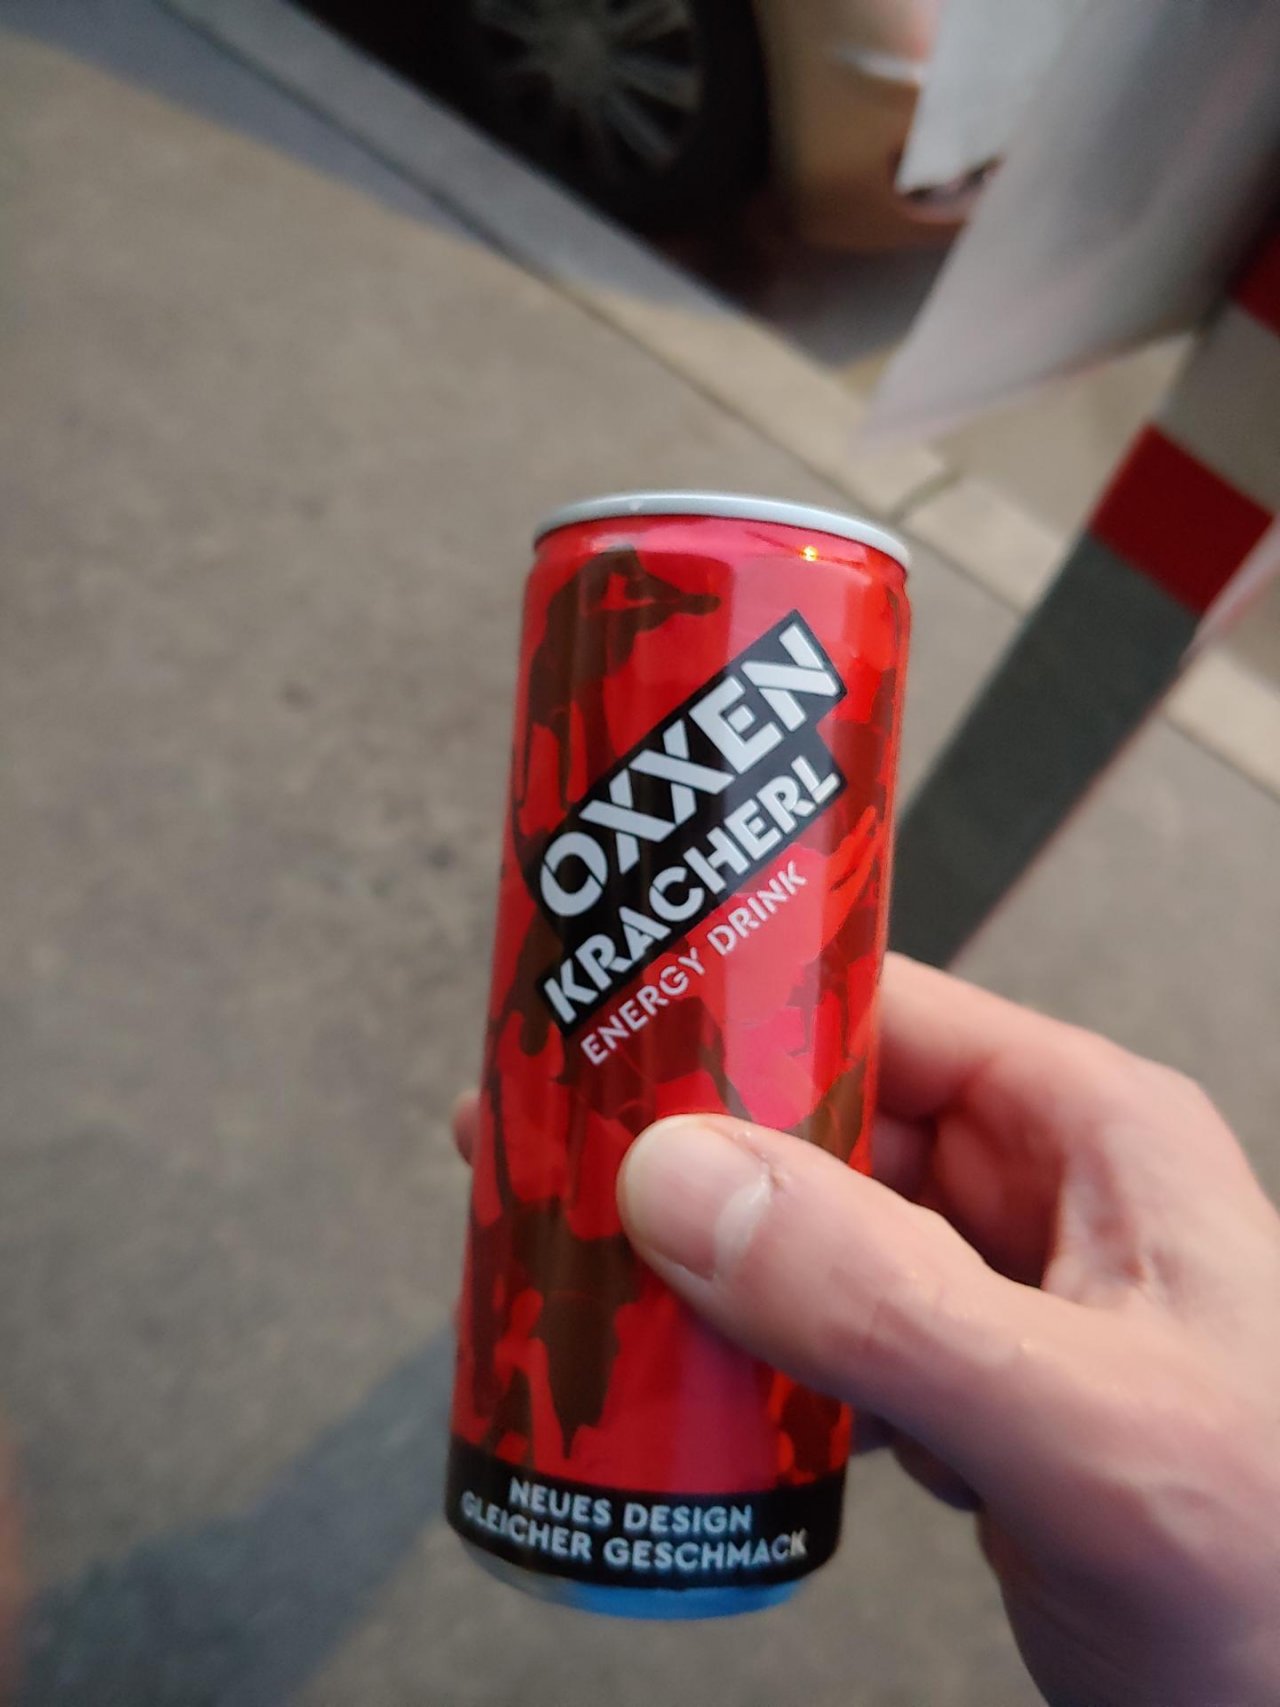 OXXEN
KRACHERL
ENERGY DRINK
NEUES DESIGN
GLEICHER GESCHMACK